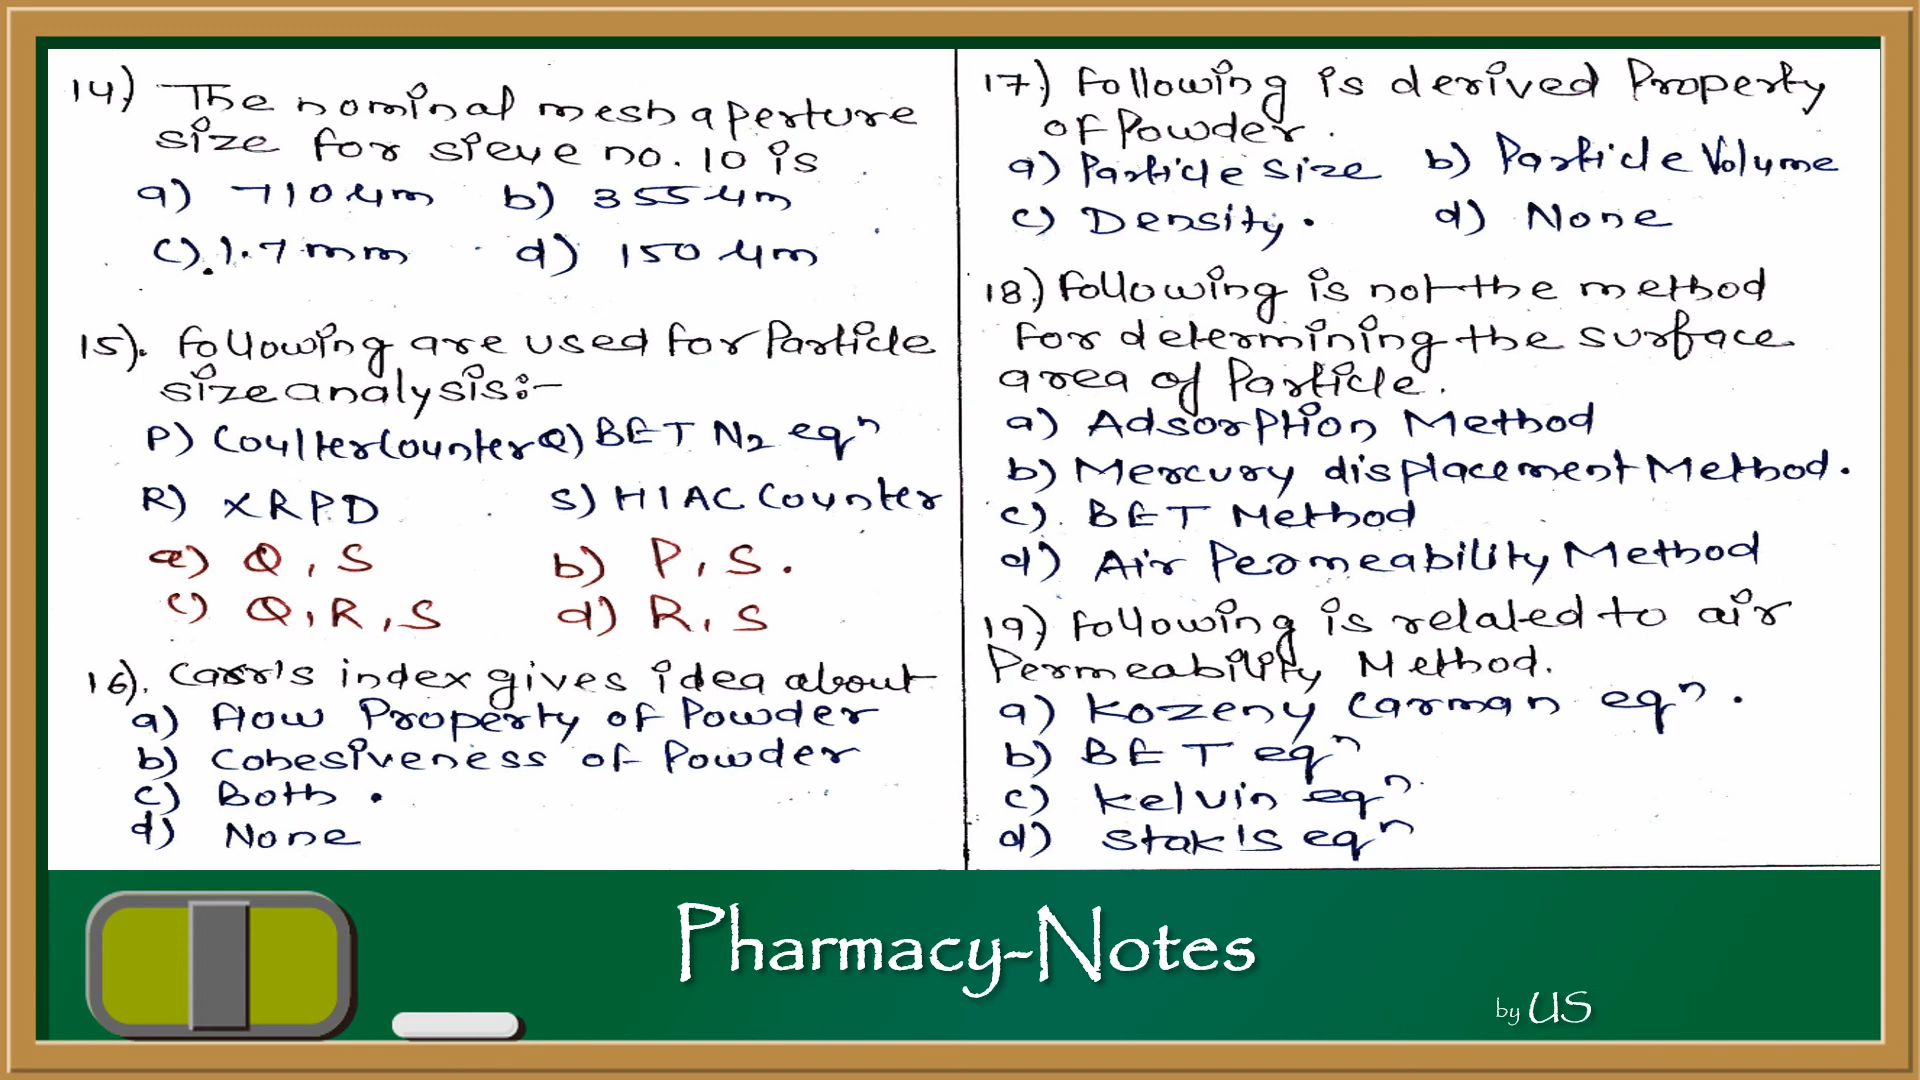 14) The nominal mesh aperture
size for sieve no. 10 is
a) 710 µm b) 355 µm
c) 1.7 mm d) 150 µm
15). Following are used for Particle
size analysis:-
P) Coulter Counter Q) BET N2 eqn
R) XRPD S) HIAC Counter
a) Q, S b) P, S.
c) Q, R, S d) R, S
16). Carr's index gives idea about
a) Flow Property of Powder
b) Cohesiveness of Powder
c) Both .
d) None
17.) Following is derived Property
of Powder .
a) Particle size b) Particle Volume
c) Density . d) None
18.) Following is not the method
for determining the surface
area of Particle.
a) Adsorption Method
b) Mercury displacement Method.
c). BET Method
d) Air Permeability Method
19) Following is related to air
Permeability Method.
a) Kozeny Carman eqn .
b) BET eqn
c) Kelvin eqn
d) Stak's eqn
Pharmacy-Notes
by US